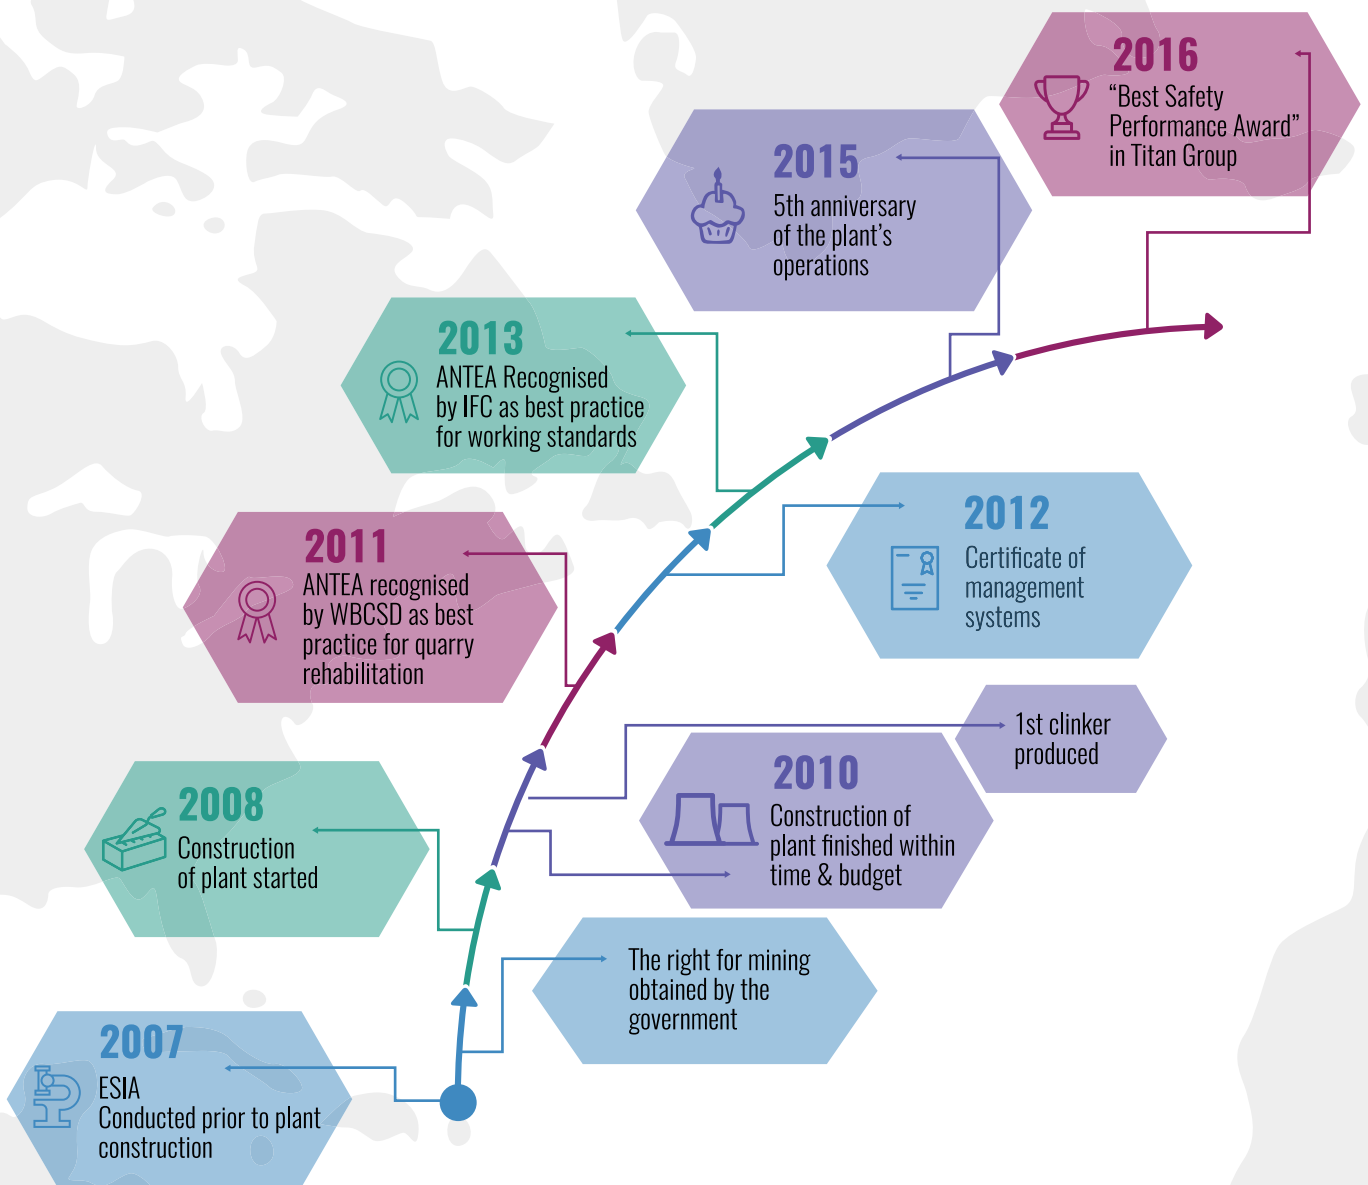 2016
“Best Safety
Performance Award”
in Titan Group
2015
5th anniversary
of the plant’s
operations
2013
ANTEA Recognised
by IFC as best practice
for working standards
2012
Certificate of
management
systems
2011
ANTEA recognised
by WBCSD as best
practice for quarry
rehabilitation
1st clinker
produced
2010
Construction of
plant finished within
time & budget
2008
Construction
of plant started
The right for mining
obtained by the
government
2007
ESIA
Conducted prior to plant
construction